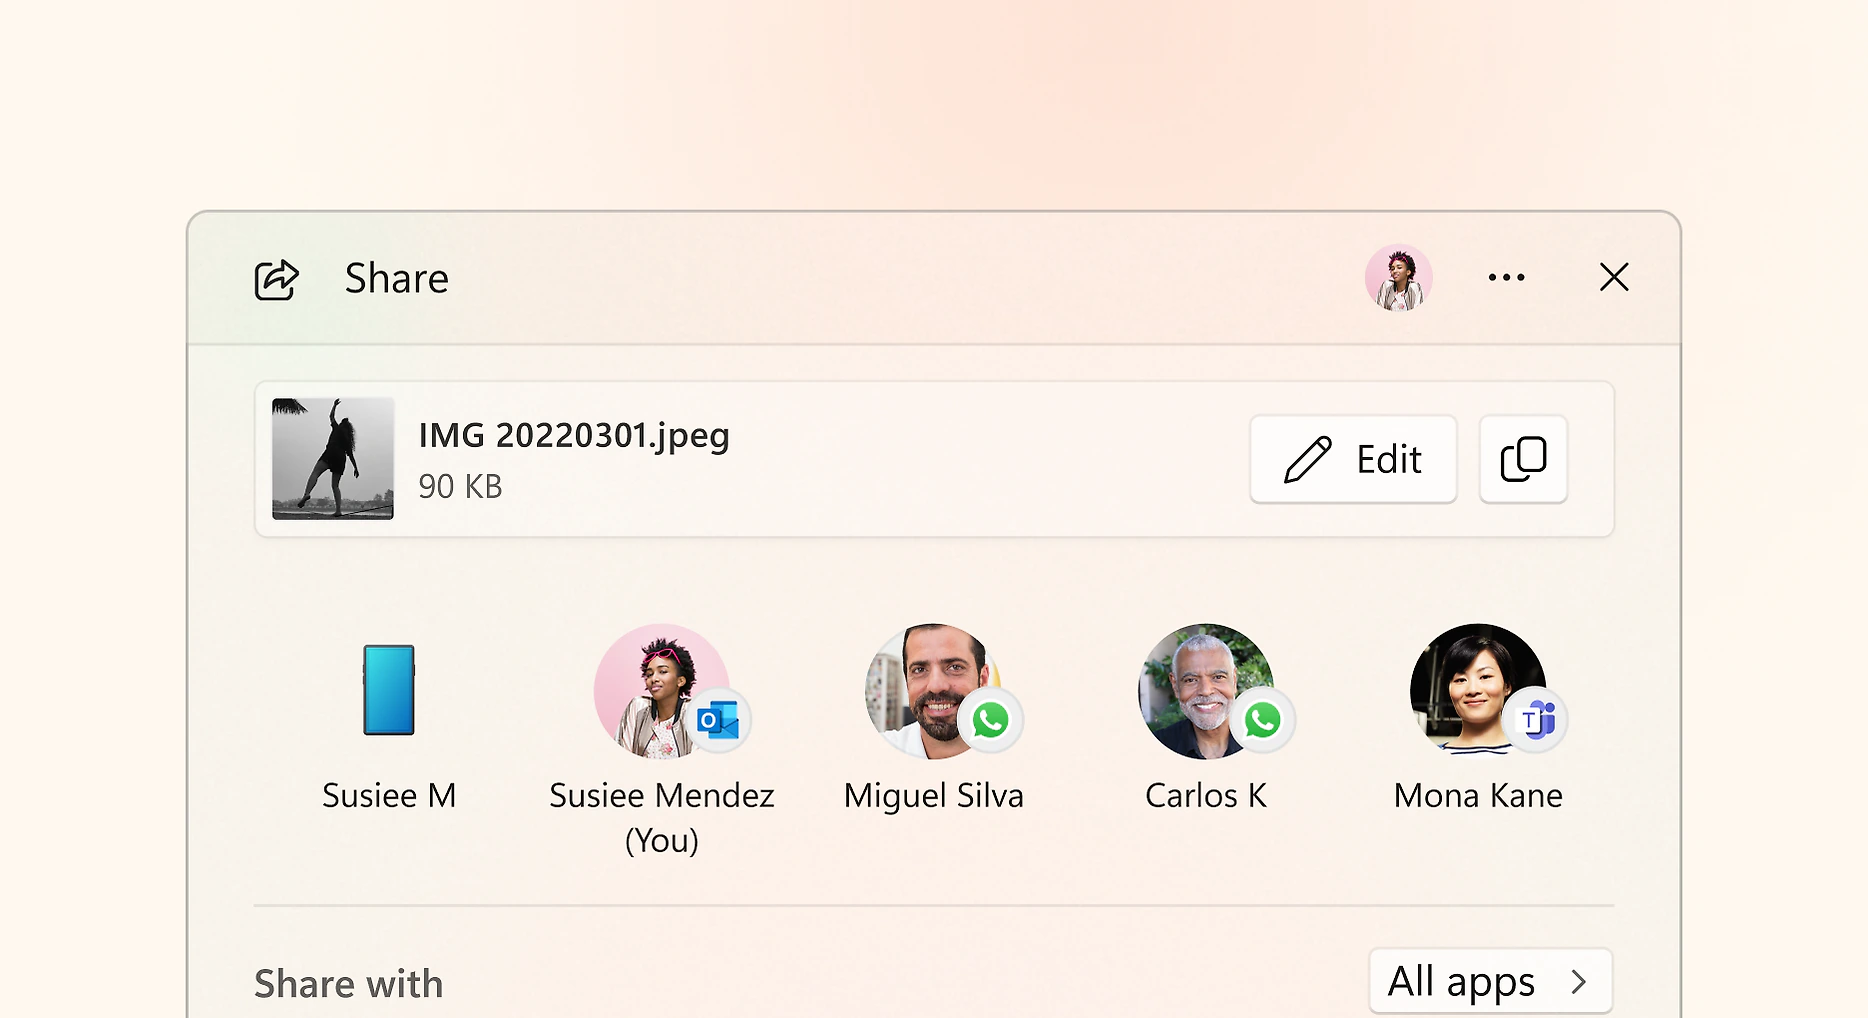 Share
IMG 20220301.jpeg
90 KB
Edit
Susiee M
Susiee Mendez
(You)
Miguel Silva
Carlos K
Mona Kane
Share with
All apps